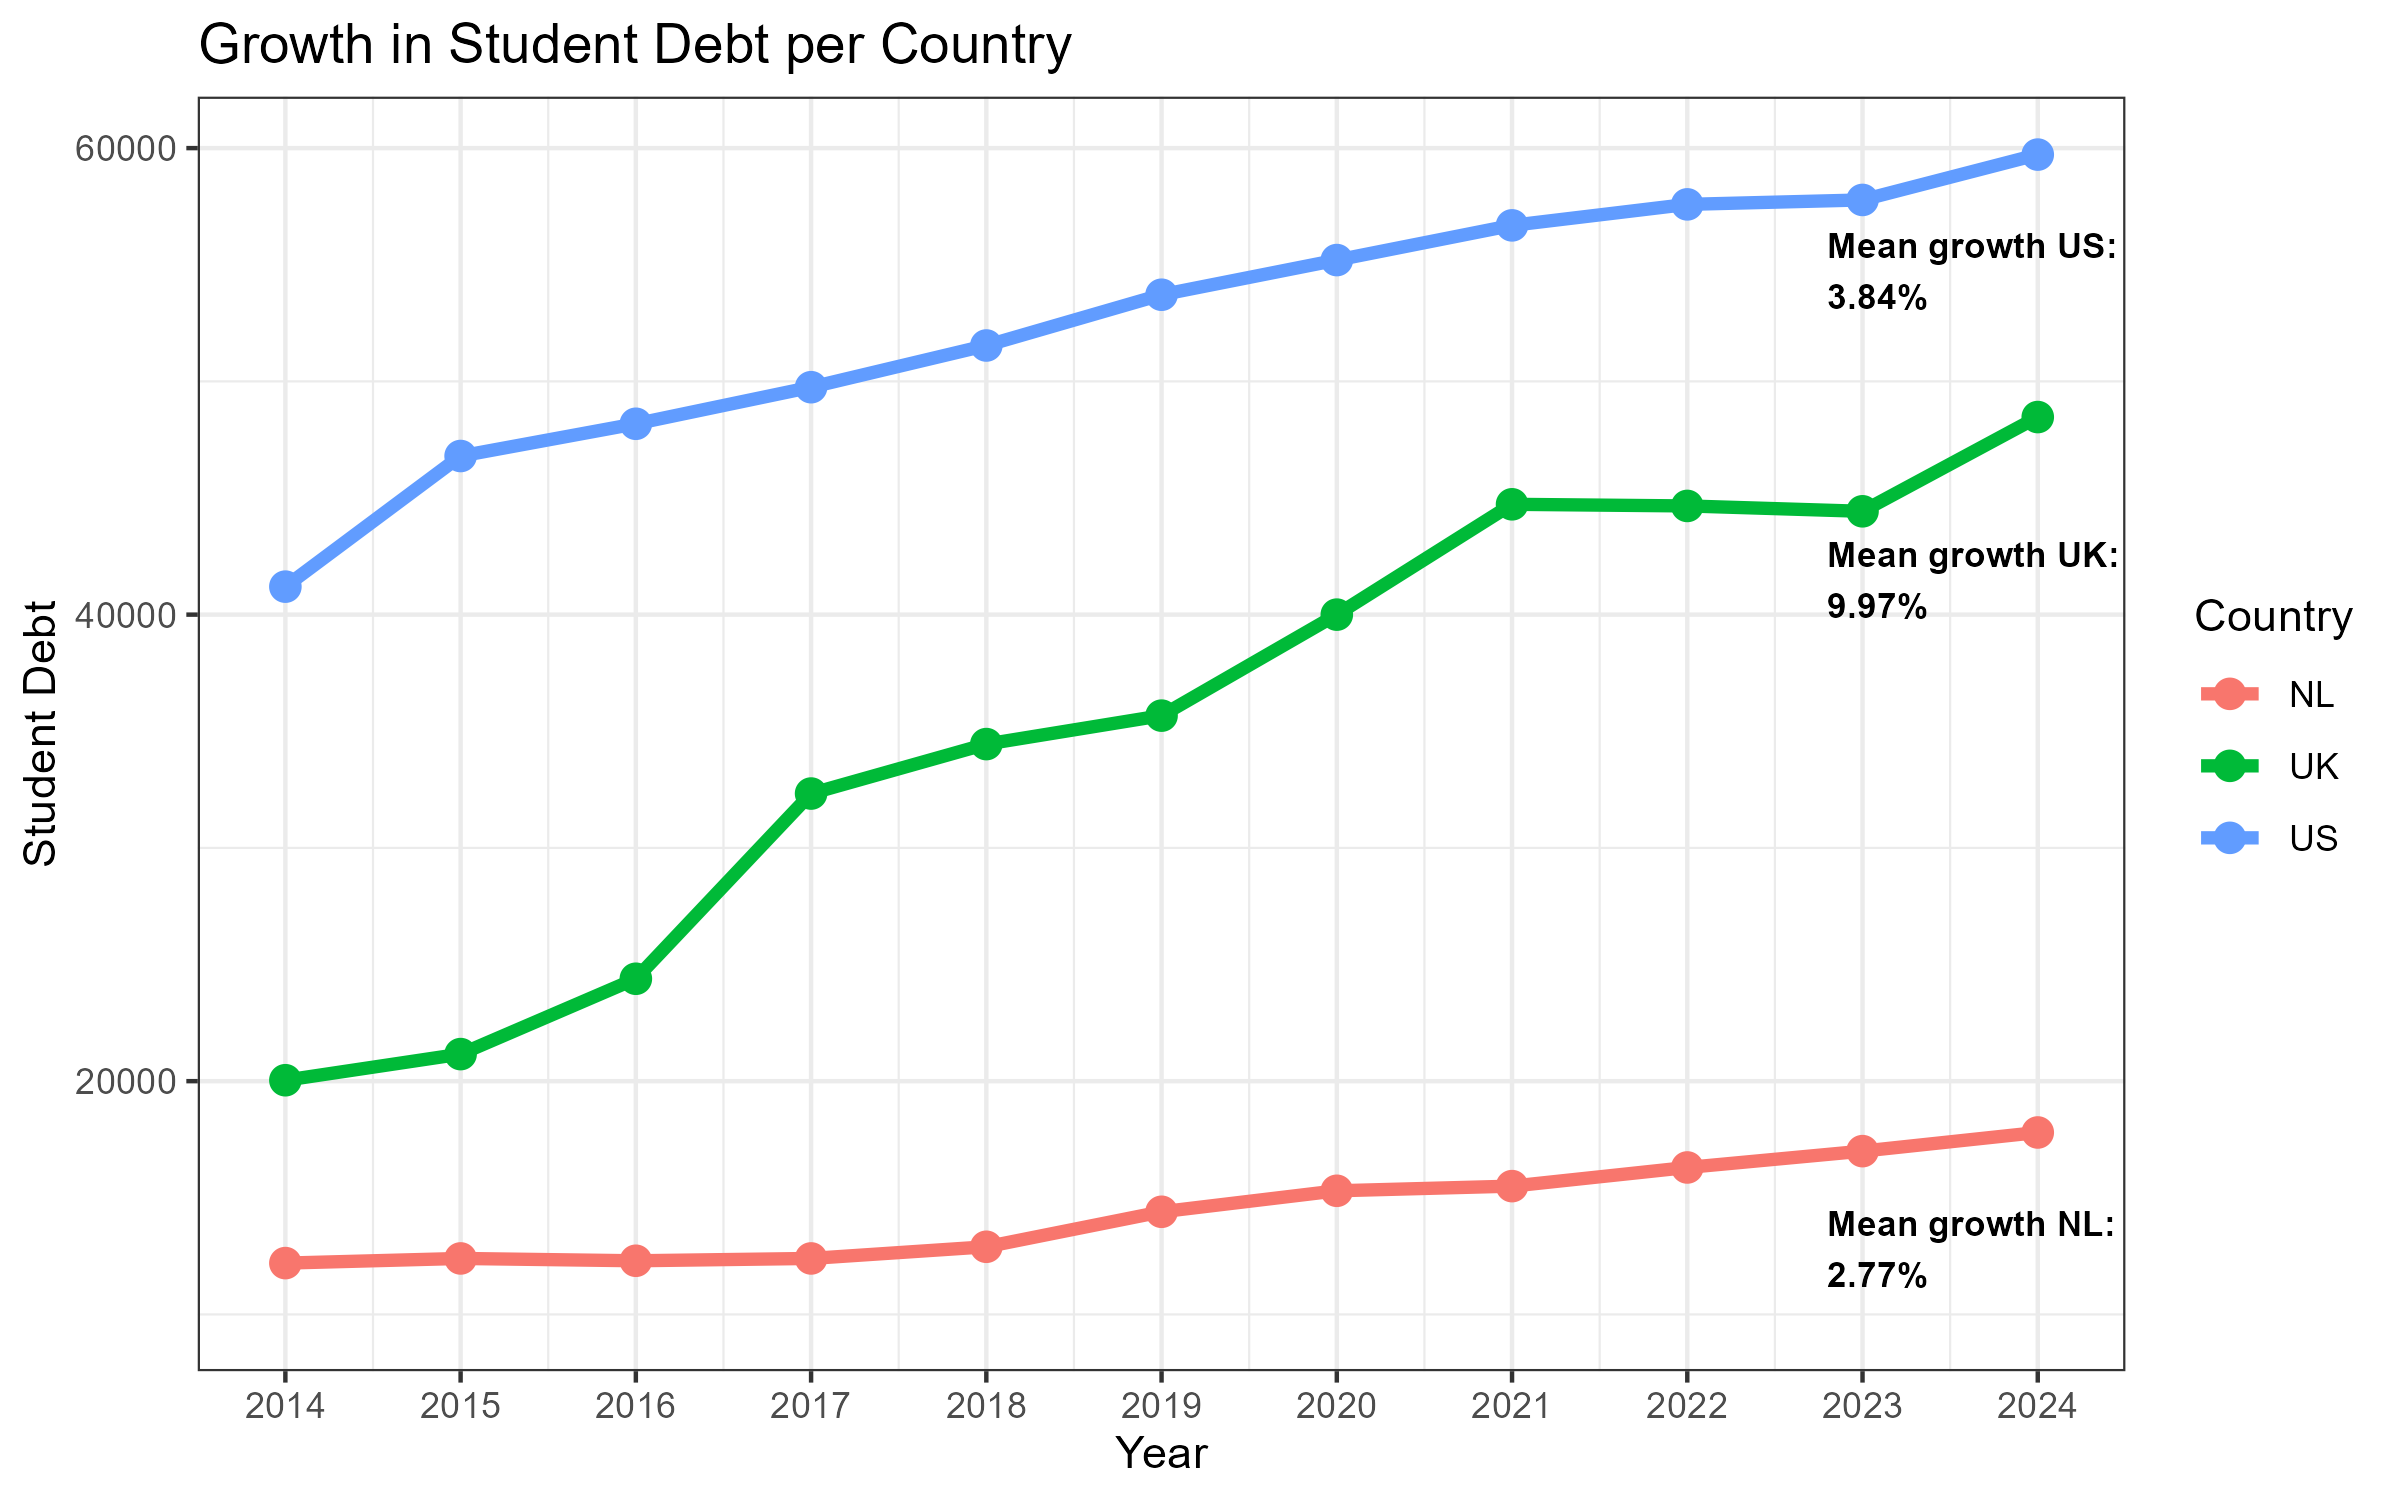 Growth in Student Debt per Country
60000
40000
20000
Student Debt
Mean growth US:
3.84%
Mean growth UK:
9.97%
Mean growth NL:
2.77%
2014 2015 2016 2017 2018 2019 2020 2021 2022 2023 2024
Year
Country
NL
UK
US